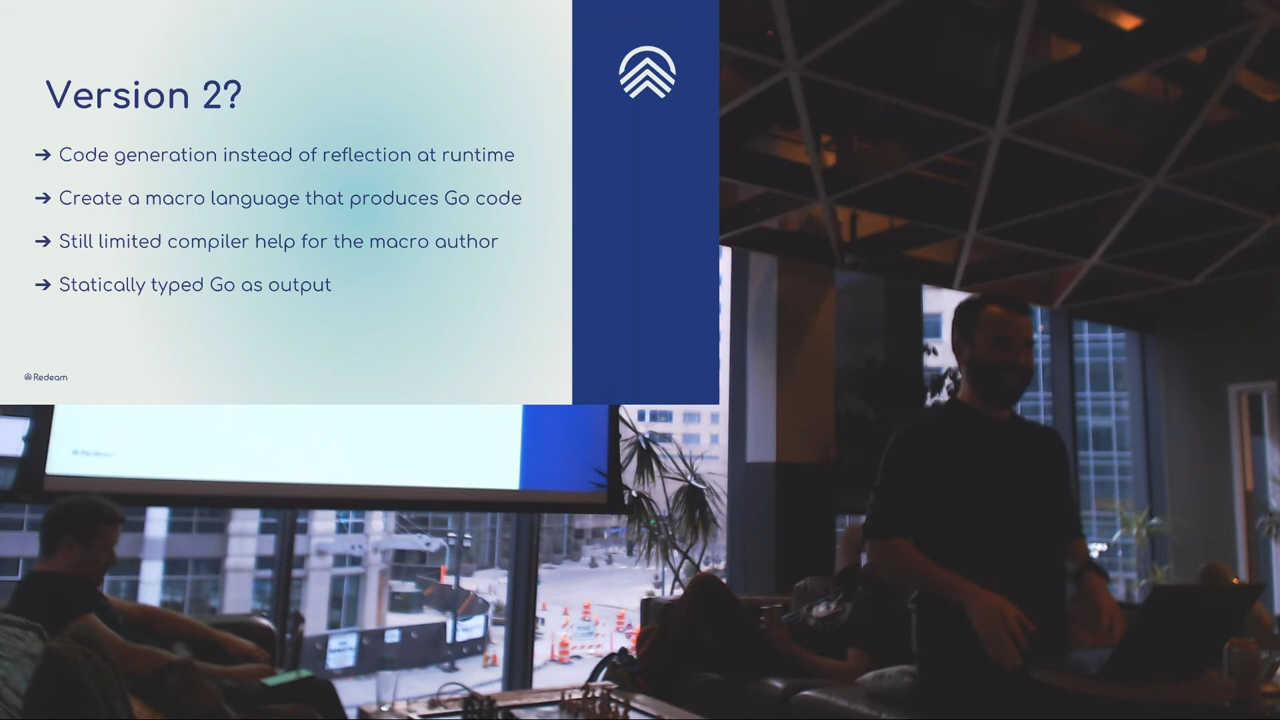 Version 2?
➔ Code generation instead of reflection at runtime
➔ Create a macro language that produces Go code
➔ Still limited compiler help for the macro author
➔ Statically typed Go as output
@Redeam